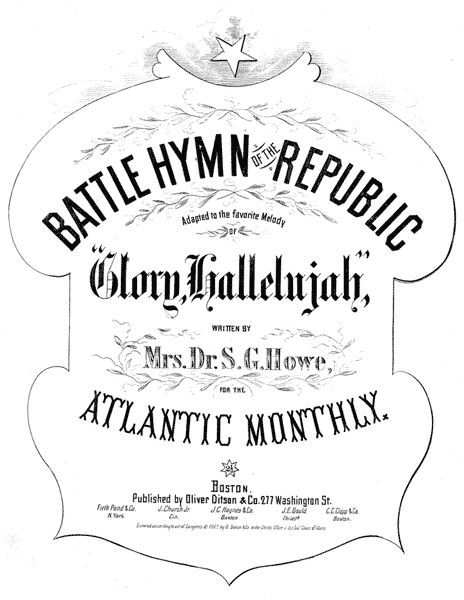 BATTLE HYMN OF THE REPUBLIC
Adapted to the favorite Melody
OF
"Glory, Hallelujah",
WRITTEN BY
Mrs. Dr. S. G. Howe,
FOR THE
ATLANTIC MONTHLY.
BOSTON.
Published by Oliver Ditson & Co. 277 Washington St.
Firth Pond & Co. J. Church Jr. J. C. Haynes & Co. J. E. Gould C. C. Clapp & Co.
N. York. Cin. Boston Philada. Boston.
Entered according to act of Congress AD 1862 by O. Ditson & Co in the Clerk's Office of the Dist Court of Mass.